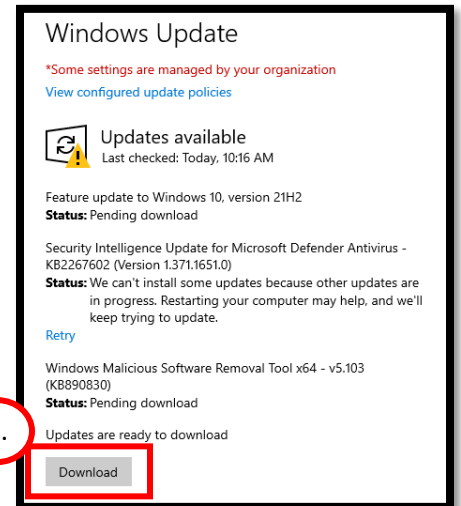 Windows Update
*Some settings are managed by your organization
View configured update policies
Updates available
Last checked: Today, 10:16 AM
Feature update to Windows 10, version 21H2
Status: Pending download
Security Intelligence Update for Microsoft Defender Antivirus -
KB2267602 (Version 1.371.1651.0)
Status: We can't install some updates because other updates are
in progress. Restarting your computer may help, and we'll
keep trying to update.
Retry
Windows Malicious Software Removal Tool x64 - v5.103
(KB890830)
Status: Pending download
Updates are ready to download
Download